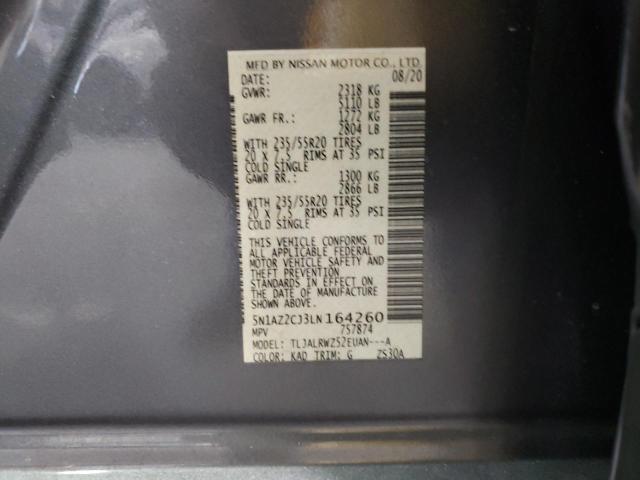 MFD BY NISSAN MOTOR CO., LTD.
DATE: 08/20
GVWR: 2318 KG
5110 LB
GAWR FR.: 1272 KG
2804 LB
WITH 235/55R20 TIRES
20 X 7.5 RIMS AT 35 PSI
COLD SINGLE
GAWR RR.: 1300 KG
2866 LB
WITH 235/55R20 TIRES
20 X 7.5 RIMS AT 35 PSI
COLD SINGLE
THIS VEHICLE CONFORMS TO
ALL APPLICABLE FEDERAL
MOTOR VEHICLE SAFETY AND
THEFT PREVENTION
STANDARDS IN EFFECT ON
THE DATE OF MANUFACTURE
SHOWN ABOVE.
5N1AZ2CJ3LN164260
MPV 757874
MODEL: TLJALRWZ52EUAN---A
COLOR: KAD TRIM: G ZS30A